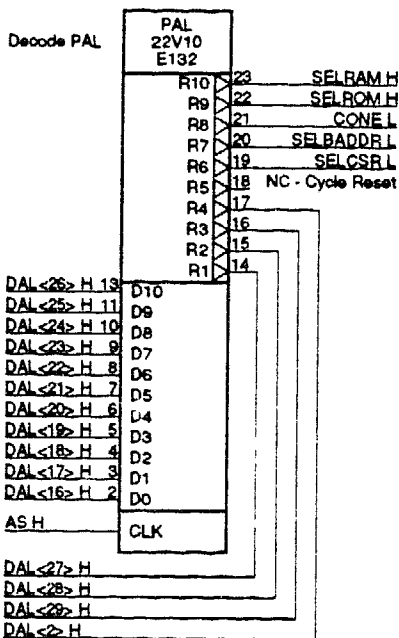 Decode PAL
PAL
22V10
E132
R10 23 SELRAM H
R9 22 SELROM H
R8 21 CONE L
R7 20 SELBADDR L
R6 19 SELCSR L
R5 18 NC - Cycle Reset
R4 17
R3 16
R2 15
R1 14
DAL<26> H 13 D10
DAL<25> H 11 D9
DAL<24> H 10 D8
DAL<23> H 9 D7
DAL<22> H 8 D6
DAL<21> H 7 D5
DAL<20> H 6 D4
DAL<19> H 5 D3
DAL<18> H 4 D2
DAL<17> H 3 D1
DAL<16> H 2 D0
AS H CLK
DAL<27> H
DAL<28> H
DAL<29> H
DAL<2> H